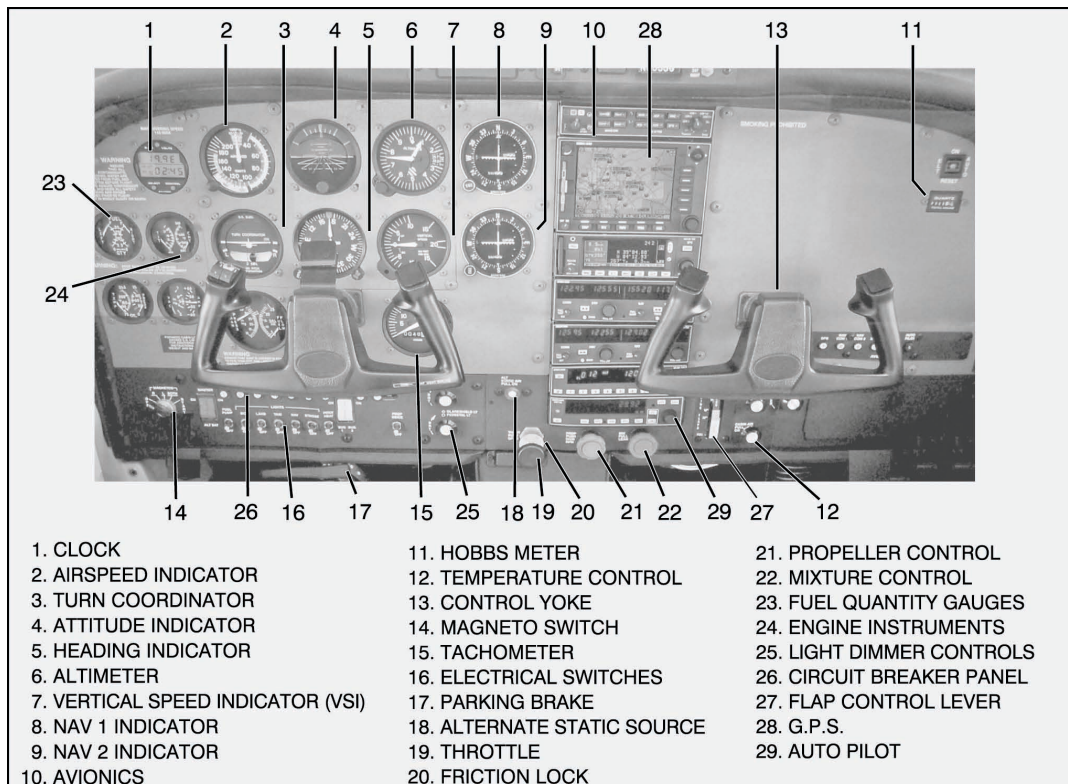 1 2 3 4 5 6 7 8 9 10 28 13 11
SMOKING PROHIBITED
WARNING
TURN COORDINATOR
23
24
14 26 16 17 15 25 18 19 20 21 22 29 27 12
1. CLOCK
2. AIRSPEED INDICATOR
3. TURN COORDINATOR
4. ATTITUDE INDICATOR
5. HEADING INDICATOR
6. ALTIMETER
7. VERTICAL SPEED INDICATOR (VSI)
8. NAV 1 INDICATOR
9. NAV 2 INDICATOR
10. AVIONICS
11. HOBBS METER
12. TEMPERATURE CONTROL
13. CONTROL YOKE
14. MAGNETO SWITCH
15. TACHOMETER
16. ELECTRICAL SWITCHES
17. PARKING BRAKE
18. ALTERNATE STATIC SOURCE
19. THROTTLE
20. FRICTION LOCK
21. PROPELLER CONTROL
22. MIXTURE CONTROL
23. FUEL QUANTITY GAUGES
24. ENGINE INSTRUMENTS
25. LIGHT DIMMER CONTROLS
26. CIRCUIT BREAKER PANEL
27. FLAP CONTROL LEVER
28. G.P.S.
29. AUTO PILOT